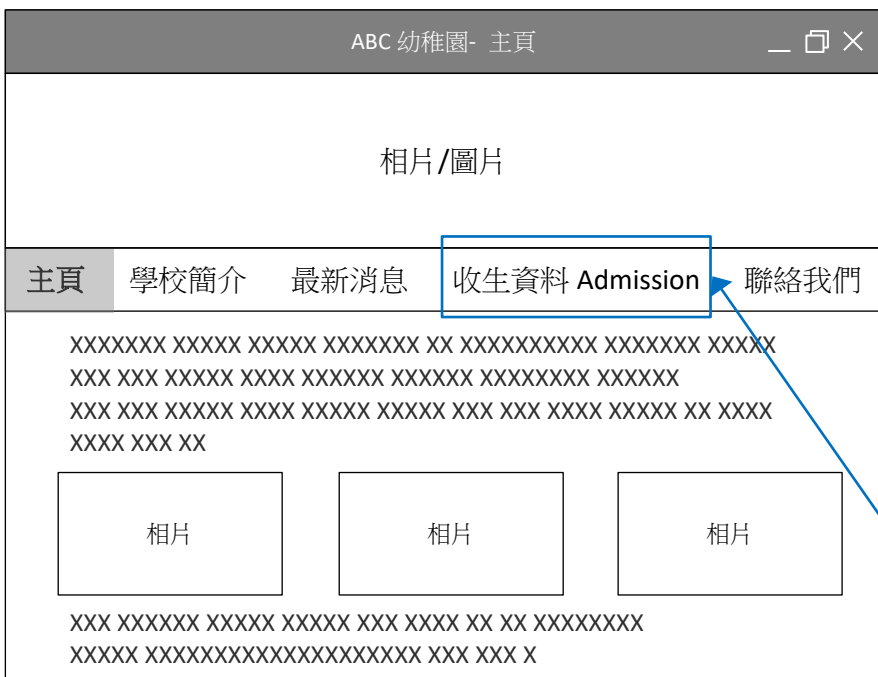 ABC 幼稚園- 主頁
相片/圖片
主頁 學校簡介 最新消息 收生資料 Admission 聯絡我們
XXXXXXX XXXXX XXXXX XXXXXXX XX XXXXXXXXXX XXXXXXX XXXXX
XXX XXX XXXXX XXXX XXXXXX XXXXXX XXXXXXXX XXXXXX
XXX XXX XXXXX XXXX XXXXX XXXXX XXX XXX XXXX XXXXX XX XXXX
XXXX XXX XX
相片 相片 相片
XXX XXXXXX XXXXX XXXXX XXX XXXX XX XX XXXXXXXX
XXXXX XXXXXXXXXXXXXXXXXXXX XXX XXX X